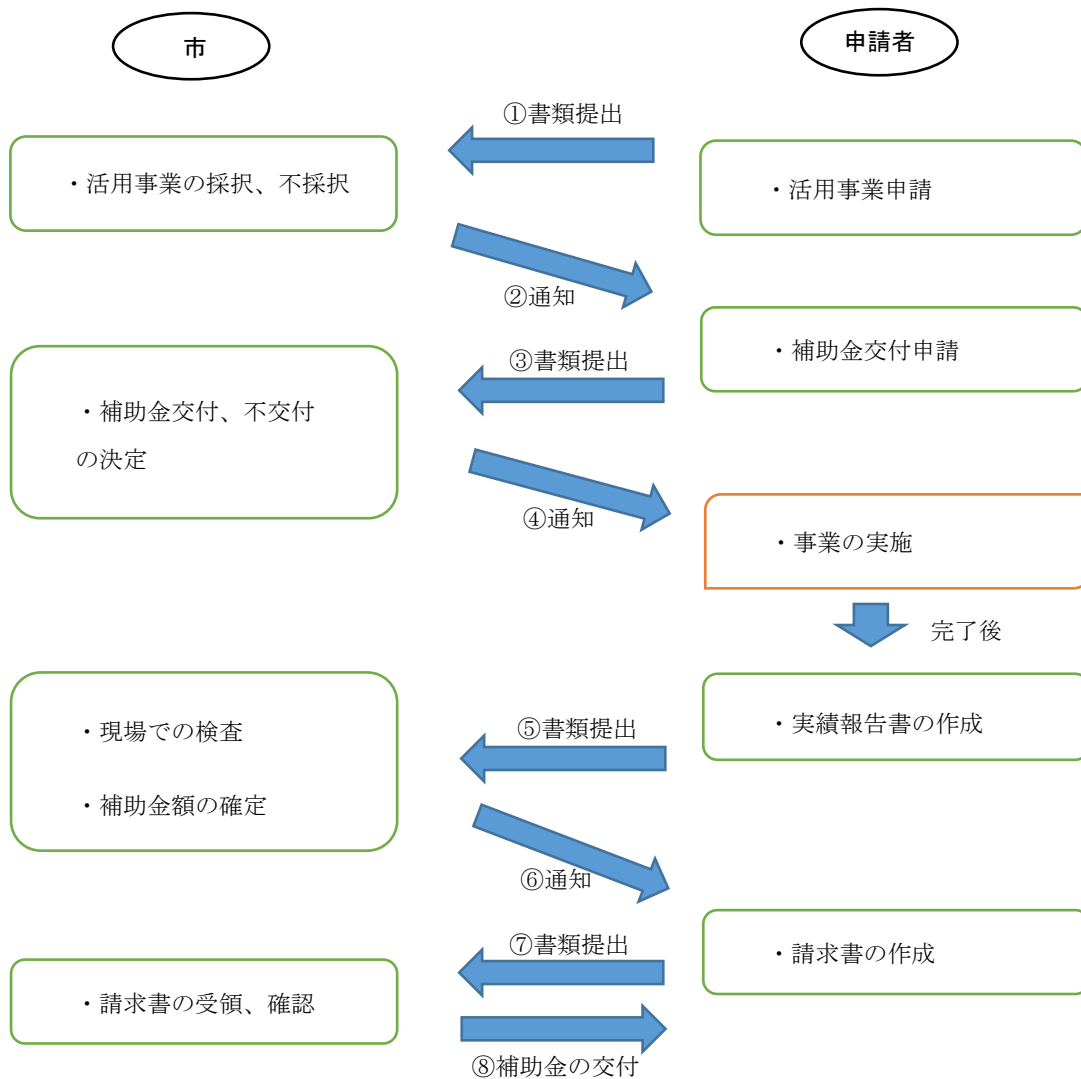 市
申請者
①書類提出
・活用事業の採択、不採択
・活用事業申請
②通知
・補助金交付申請
③書類提出
・補助金交付、不交付
の決定
④通知
・事業の実施
完了後
・現場での検査
・実績報告書の作成
⑤書類提出
・補助金額の確定
⑥通知
⑦書類提出
・請求書の作成
・請求書の受領、確認
⑧補助金の交付